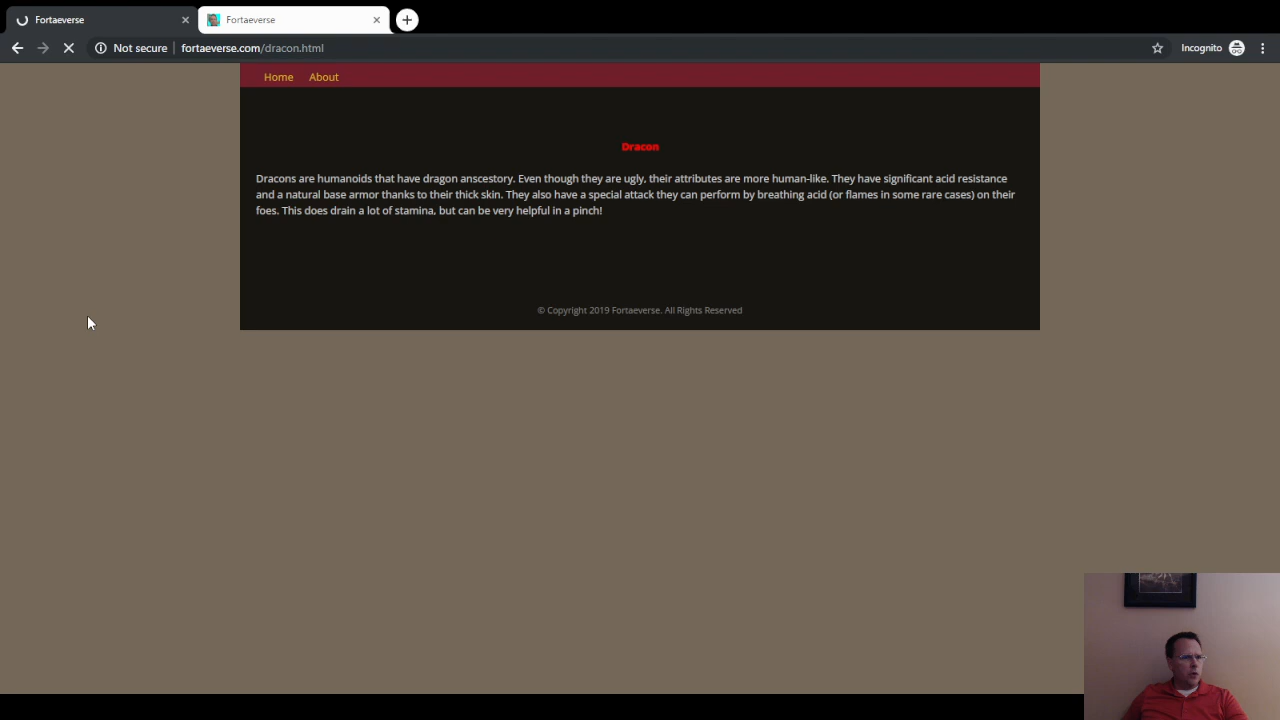 Fortaeverse
Fortaeverse
Not secure
fortaeverse.com/dracon.html
Incognito
Home
About
Dracon
Dracons are humanoids that have dragon anscestory. Even though they are ugly, their attributes are more human-like. They have significant acid resistance
and a natural base armor thanks to their thick skin. They also have a special attack they can perform by breathing acid (or flames in some rare cases) on their
foes. This does drain a lot of stamina, but can be very helpful in a pinch!
© Copyright 2019 Fortaeverse. All Rights Reserved